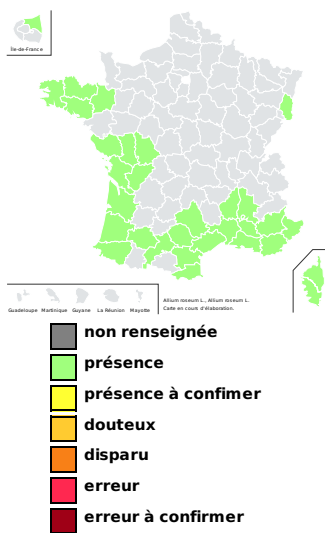 Île-de-France
Guadeloupe Martinique Guyane La Réunion Mayotte
Allium roseum L., Allium roseum L.
Carte en cours d'élaboration.
non renseignée
présence
présence à confimer
douteux
disparu
erreur
erreur à confirmer